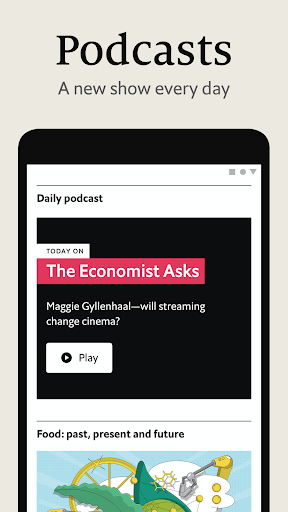 Podcasts
A new show every day
Daily podcast
TODAY ON
The Economist Asks
Maggie Gyllenhaal—will streaming
change cinema?
Play
Food: past, present and future